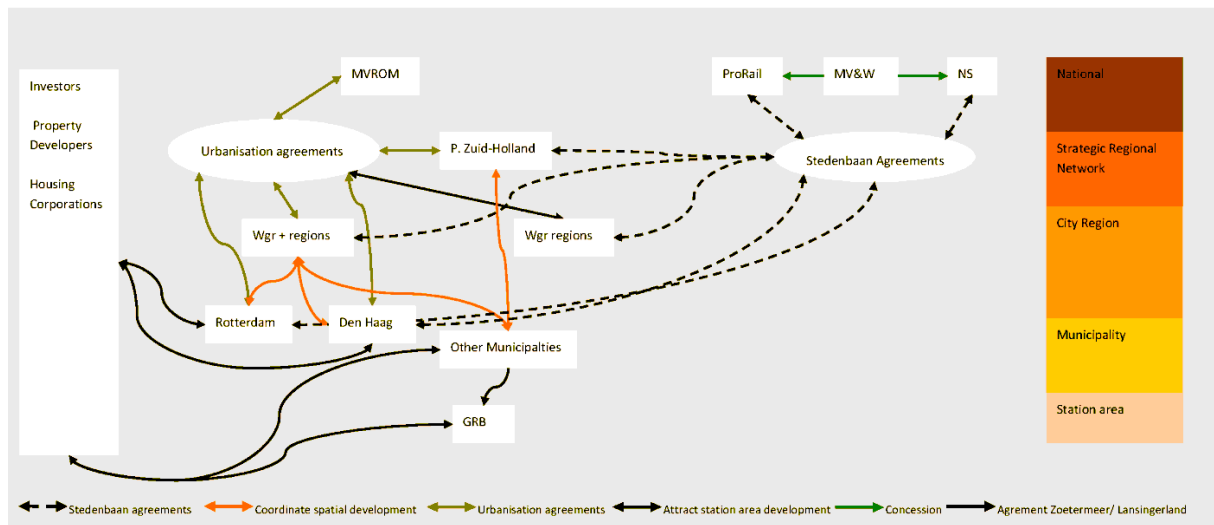 MVROM
ProRail
MV&W
NS
National
Investors
Property
Developers
Housing
Corporations
Urbanisation agreements
P. Zuid-Holland
Stedenbaan Agreements
Strategic Regional
Network
Wgr + regions
Wgr regions
City Region
Rotterdam
Den Haag
Other Municipalties
Municipality
GRB
Station area
Stedenbaan agreements
Coordinate spatial development
Urbanisation agreements
Attract station area development
Concession
Agrement Zoetermeer/ Lansingerland